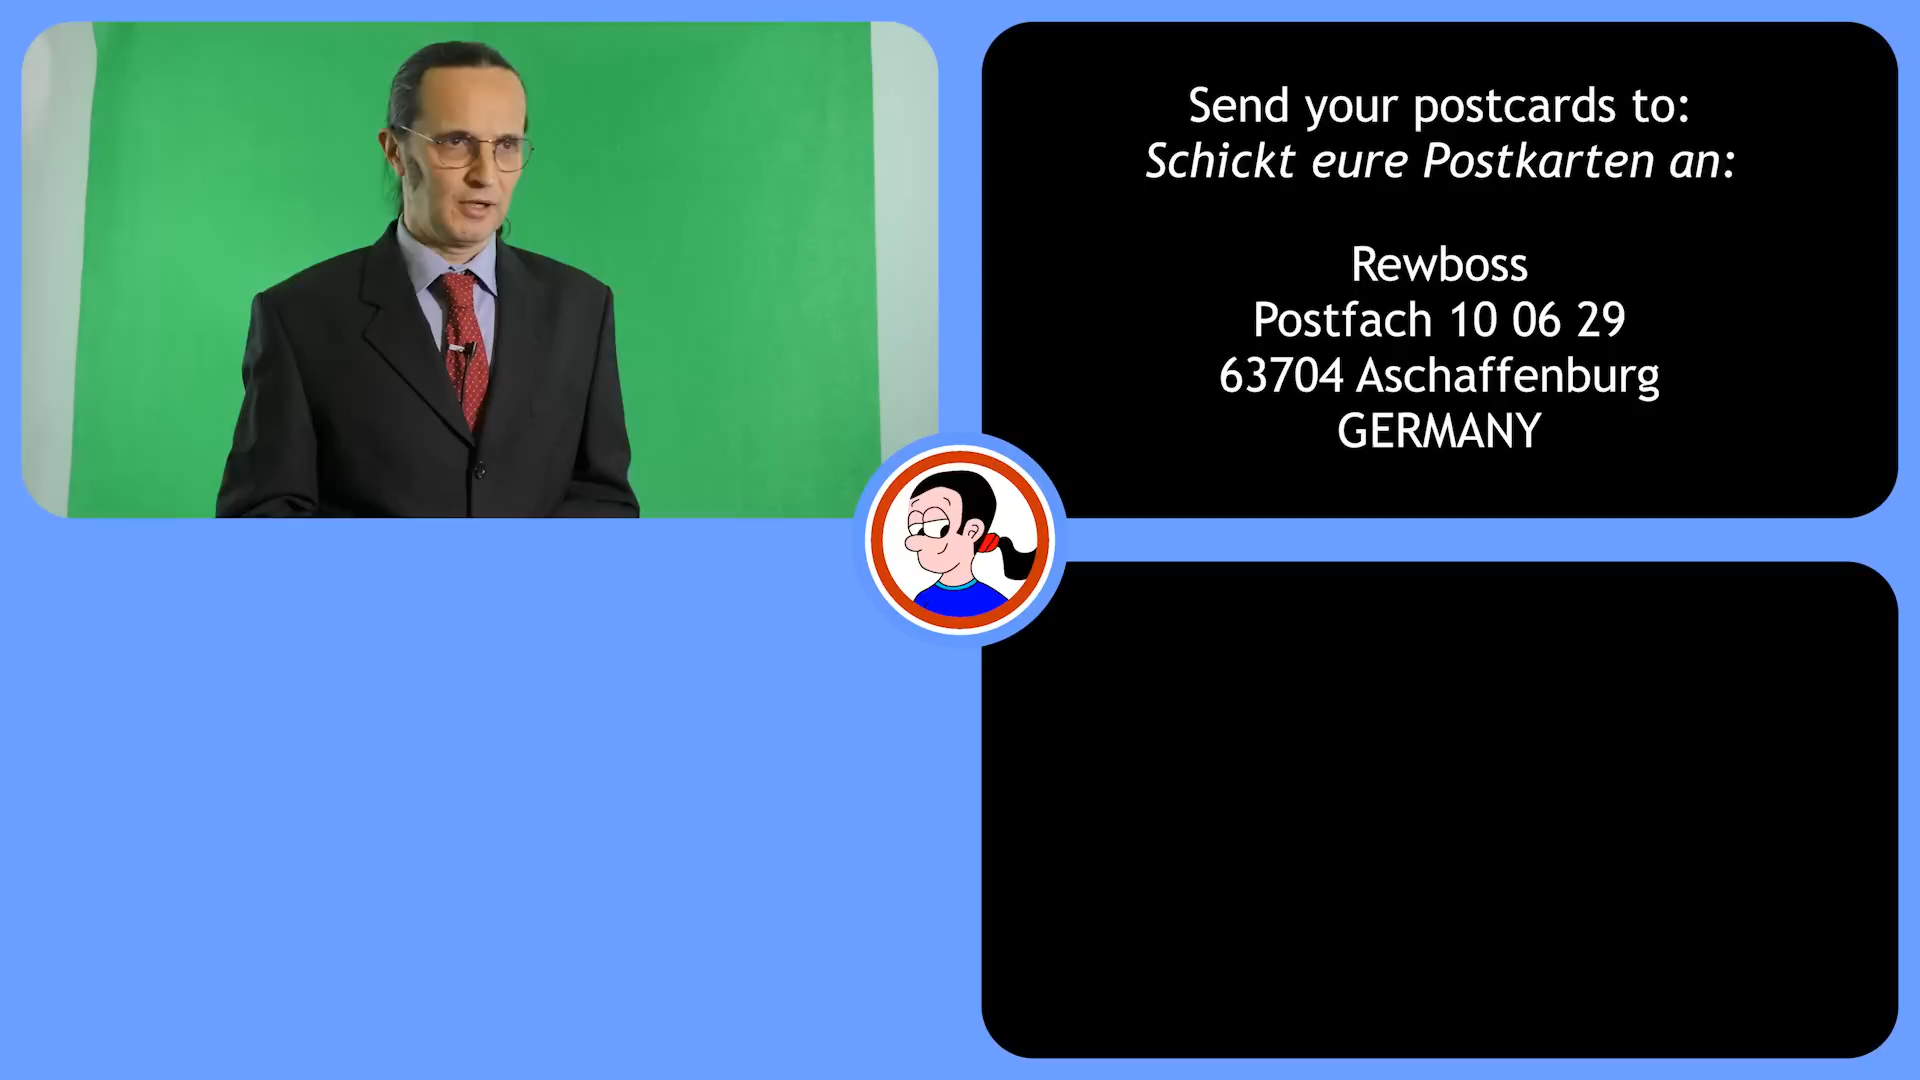 Send your postcards to:
Schickt eure Postkarten an:
Rewboss
Postfach 10 06 29
63704 Aschaffenburg
GERMANY